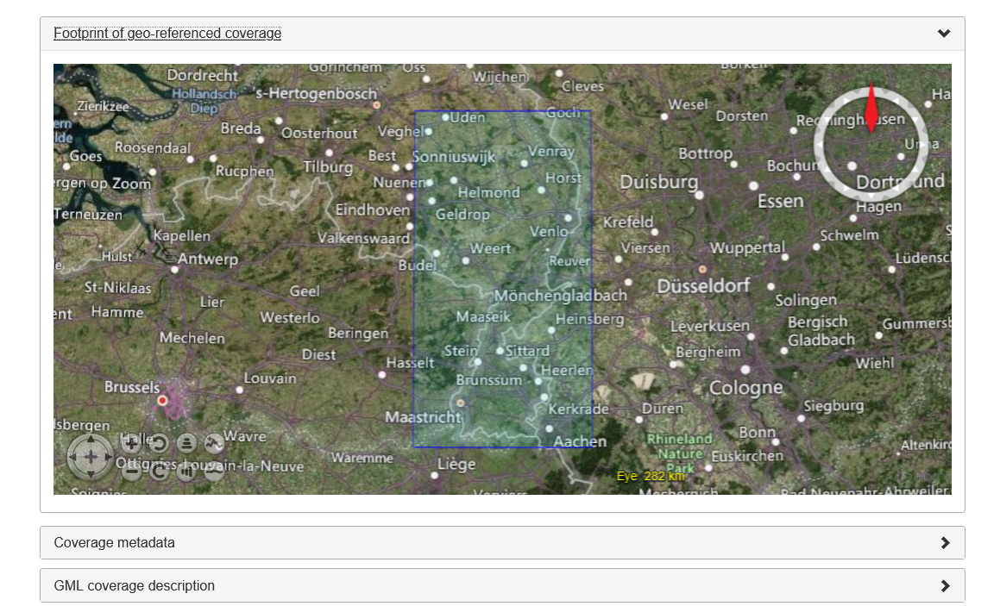 Footprint of geo-referenced coverage
Dordrecht
Gorinchem
Oss
Wijchen
Cleves
Borken
Hollandsch
Diep
's-Hertogenbosch
Zierikzee
Uden
Goch
Wesel
Dorsten
Ha
ern
elde
Breda
Oosterhout
Veghel
Goes
Roosendaal
Rucphen
Tilburg
Best
Sonniuswijk
Venray
Bottrop
Bochum
Unna
ergen op Zoom
Nuenen
Helmond
Horst
Duisburg
Essen
Dortmund
Terneuzen
Eindhoven
Geldrop
Venlo
Krefeld
Hagen
Kapellen
Valkenswaard
Viersen
Wuppertal
Schwelm
S
Hulst
Antwerp
Budel
Weert
Reuver
Lüdensc
St-Niklaas
Geel
Mönchengladbach
Düsseldorf
Solingen
ent
Hamme
Lier
Westerlo
Maaseik
Heinsberg
Leverkusen
Bergisch
Gladbach
Gummersb
Mechelen
Beringen
Diest
Hasselt
Stein
Sittard
Bergheim
Wiehl
Brussels
Louvain
Brunssum
Heerlen
Cologne
Maastricht
Kerkrade
Düren
Siegburg
lsbergen
Halle
Wavre
Aachen
Rhineland
Nature
Park
Bonn
Altenkirc
Ottignies-Louvain-la-Neuve
Waremme
Liège
Euskirchen
Eye 282 km
Soignies
Verviers
Mechernich
Bad Neuenahr-Ahrweiler
Coverage metadata
GML coverage description